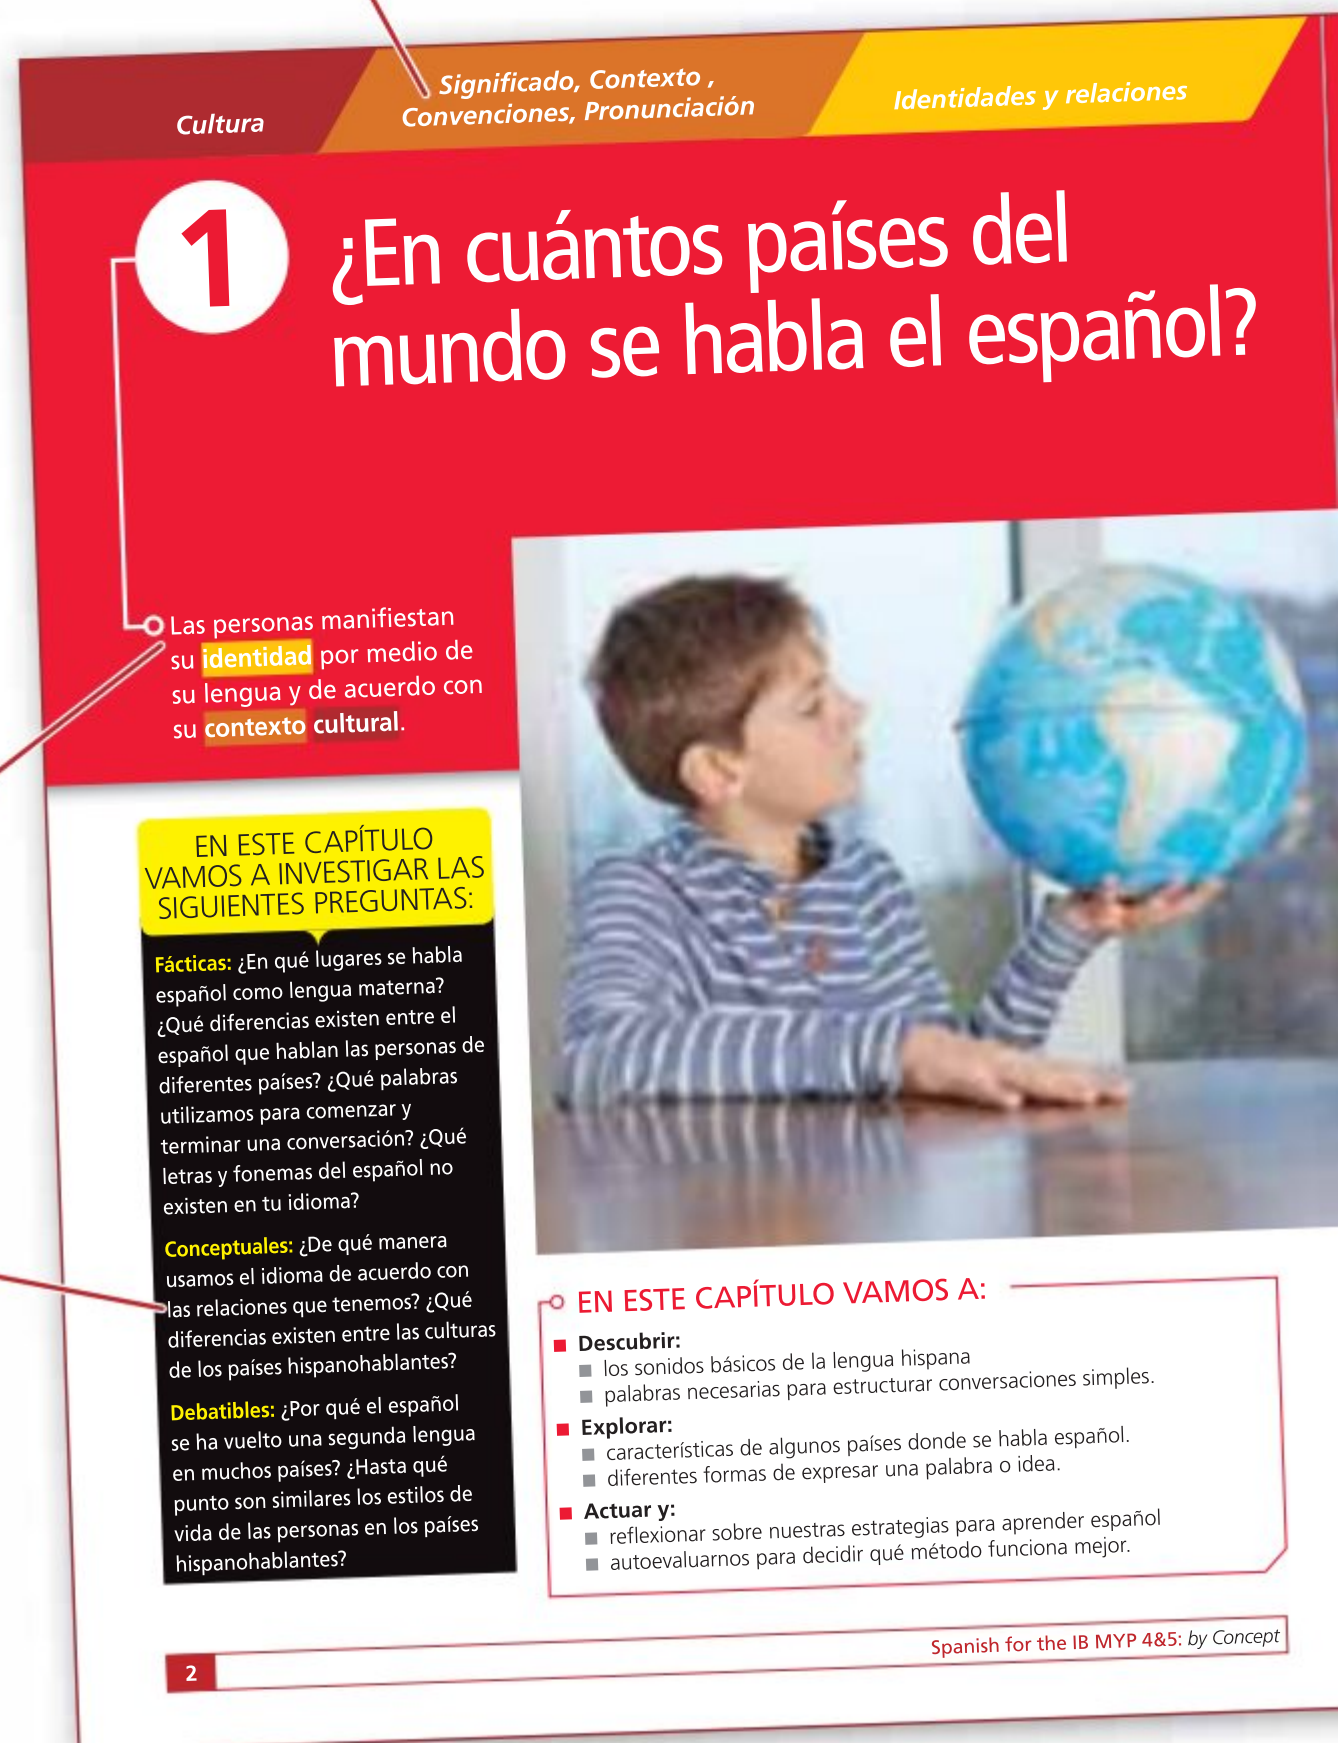 Cultura
Significado, Contexto ,
Convenciones, Pronunciación
Identidades y relaciones
1
¿En cuántos países del
mundo se habla el español?
Las personas manifiestan
su identidad por medio de
su lengua y de acuerdo con
su contexto cultural.
EN ESTE CAPÍTULO
VAMOS A INVESTIGAR LAS
SIGUIENTES PREGUNTAS:
Fácticas: ¿En qué lugares se habla
español como lengua materna?
¿Qué diferencias existen entre el
español que hablan las personas de
diferentes países? ¿Qué palabras
utilizamos para comenzar y
terminar una conversación? ¿Qué
letras y fonemas del español no
existen en tu idioma?
Conceptuales: ¿De qué manera
usamos el idioma de acuerdo con
las relaciones que tenemos? ¿Qué
diferencias existen entre las culturas
de los países hispanohablantes?
Debatibles: ¿Por qué el español
se ha vuelto una segunda lengua
en muchos países? ¿Hasta qué
punto son similares los estilos de
vida de las personas en los países
hispanohablantes?
EN ESTE CAPÍTULO VAMOS A:
Descubrir:
los sonidos básicos de la lengua hispana
palabras necesarias para estructurar conversaciones simples.
Explorar:
características de algunos países donde se habla español.
diferentes formas de expresar una palabra o idea.
Actuar y:
reflexionar sobre nuestras estrategias para aprender español
autoevaluarnos para decidir qué método funciona mejor.
2
Spanish for the IB MYP 4&5: by Concept